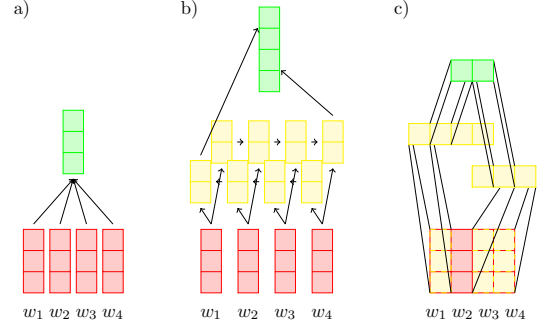 a) b) c)
w₁ w₂ w₃ w₄ w₁ w₂ w₃ w₄ w₁ w₂ w₃ w₄